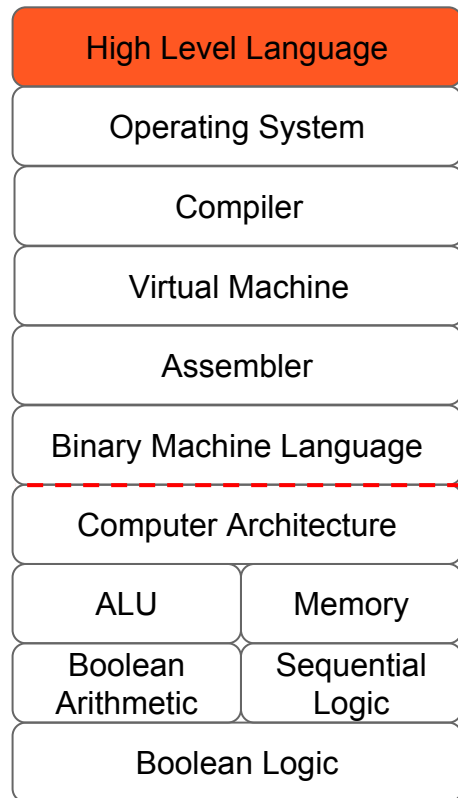 High Level Language
Operating System
Compiler
Virtual Machine
Assembler
Binary Machine Language
Computer Architecture
ALU
Memory
Boolean
Arithmetic
Sequential
Logic
Boolean Logic